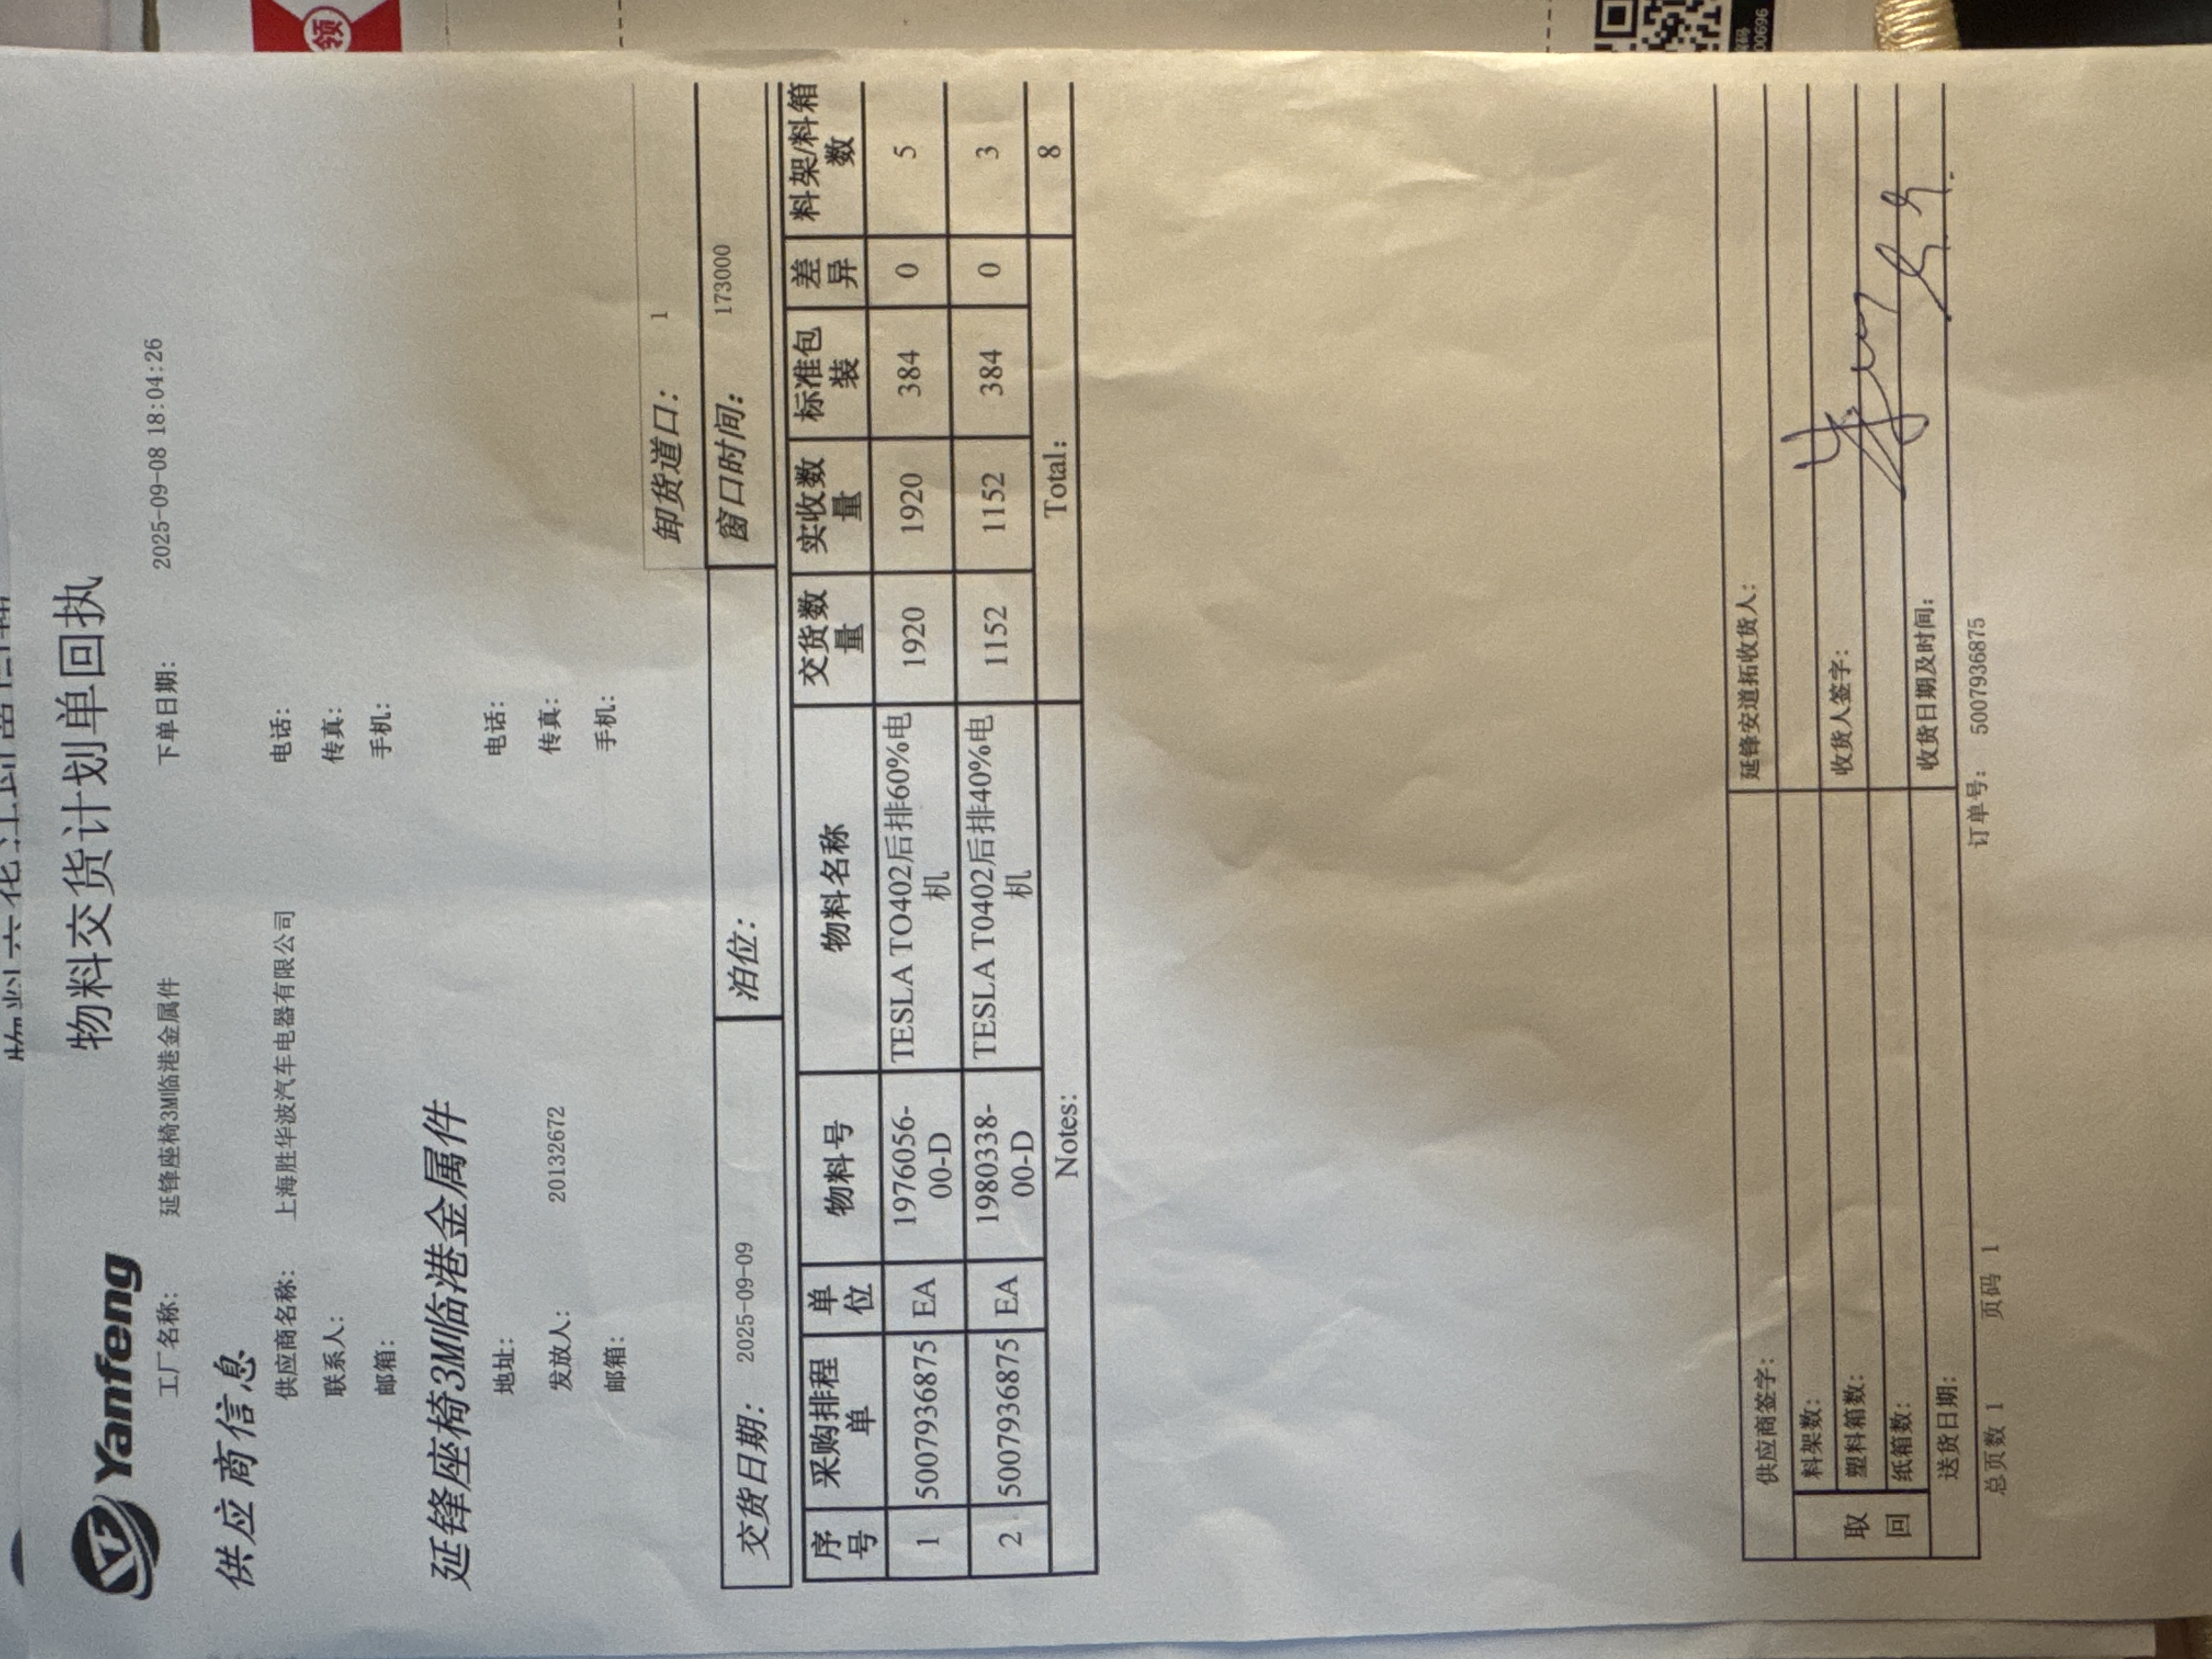 领
00696
Yanfeng
物料交货计划单回执
工厂名称: 延锋座椅3M临港金属件 下单日期: 2025-09-08 18:04:26
供应商信息
供应商名称: 上海胜华波汽车电器有限公司 电话:
联系人: 传真:
邮箱: 手机:
延锋座椅3M临港金属件
地址: 电话:
发放人: 20132672 传真:
邮箱: 手机:
卸货道口: 1
交货日期: 2025-09-09 泊位: 窗口时间: 173000
序号 采购排程单 单位 物料号 物料名称 交货数量 实收数量 标准包装 差异 料架/料箱数
1 5007936875 EA 1976056-00-D TESLA TO402后排60%电机 1920 1920 384 0 5
2 5007936875 EA 1980338-00-D TESLA T0402后排40%电机 1152 1152 384 0 3
Notes: Total: 8
供应商签字: 延锋安道拓收货人:
取回 料架数:
塑料箱数: 收货人签字:
纸箱数:
送货日期: 收货日期及时间:
总页数 1 页码 1 订单号: 5007936875